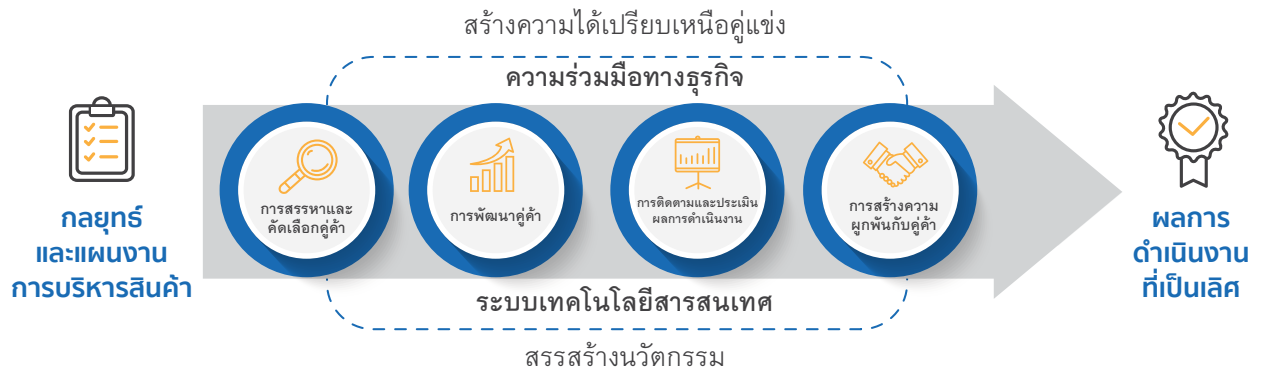 สร้างความได้เปรียบเหนือคู่แข่ง
ความร่วมมือทางธุรกิจ
กลยุทธ์
และแผนงาน
การบริหารสินค้า
การสรรหาและ
คัดเลือกคู่ค้า
การพัฒนาคู่ค้า
การติดตามและประเมิน
ผลการดำเนินงาน
การสร้างความ
ผูกพันกับคู่ค้า
ผลการ
ดำเนินงาน
ที่เป็นเลิศ
ระบบเทคโนโลยีสารสนเทศ
สรรสร้างนวัตกรรม